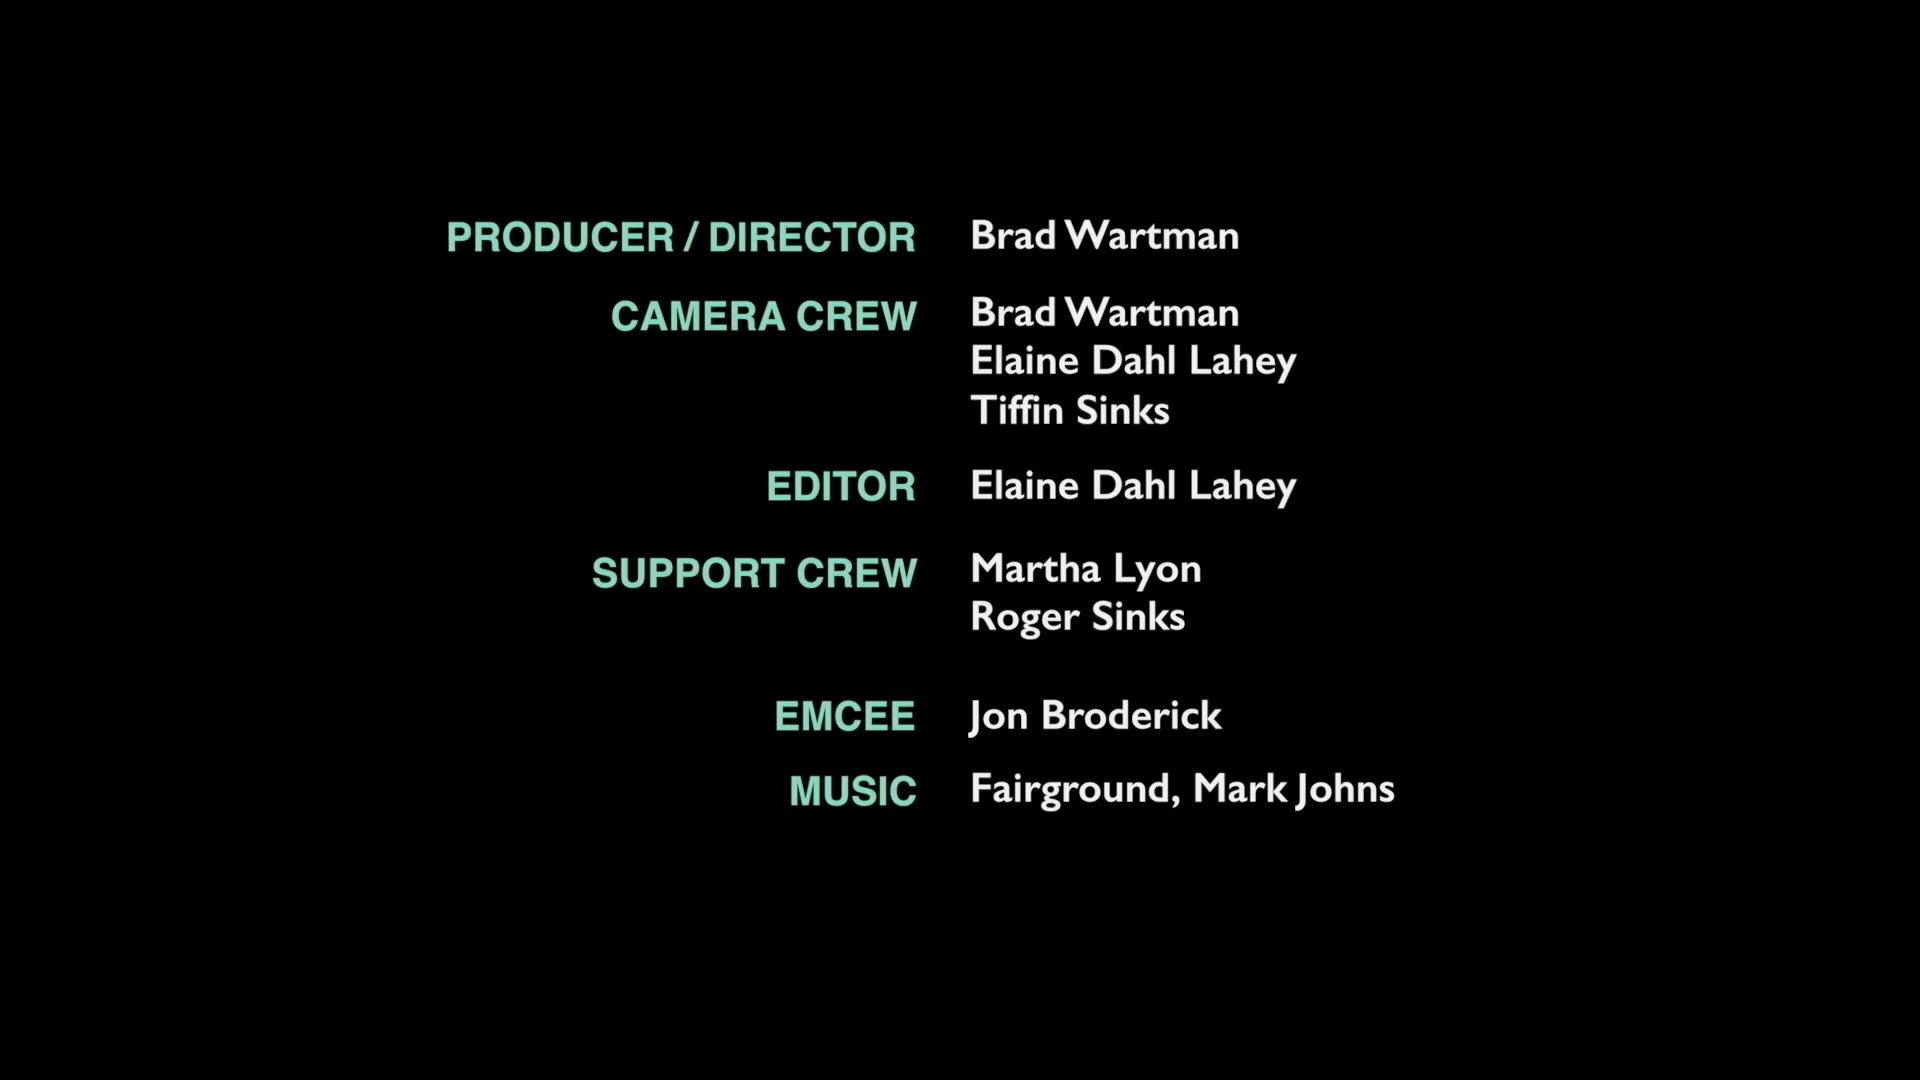 PRODUCER / DIRECTOR Brad Wartman
CAMERA CREW Brad Wartman
Elaine Dahl Lahey
Tiffin Sinks
EDITOR Elaine Dahl Lahey
SUPPORT CREW Martha Lyon
Roger Sinks
EMCEE Jon Broderick
MUSIC Fairground, Mark Johns